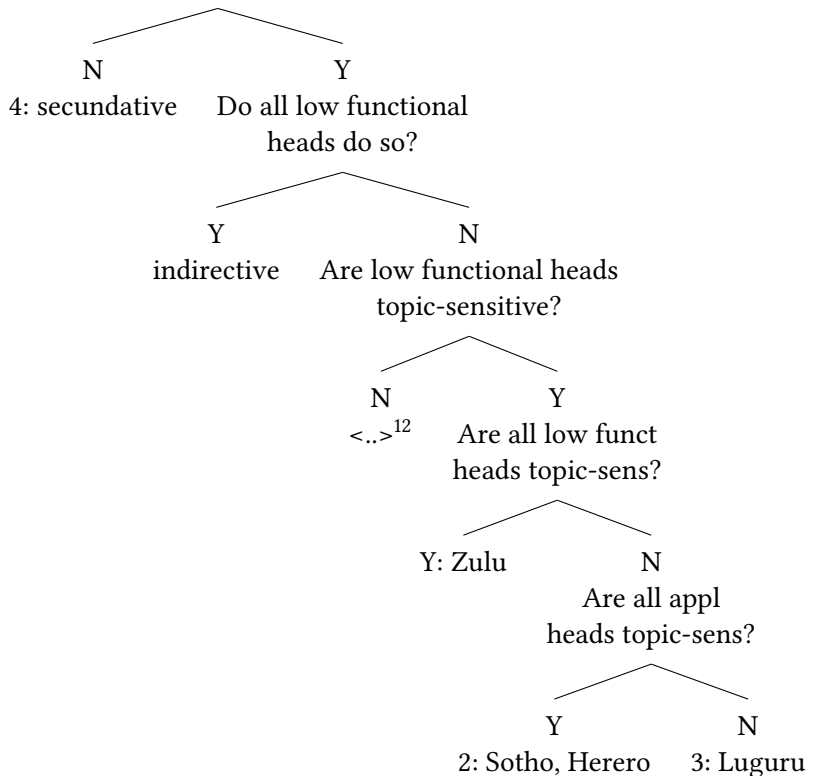 N Y
4: secundative Do all low functional
heads do so?
Y N
indirective Are low functional heads
topic-sensitive?
N Y
<..>12 Are all low funct
heads topic-sens?
Y: Zulu N
Are all appl
heads topic-sens?
Y N
2: Sotho, Herero 3: Luguru